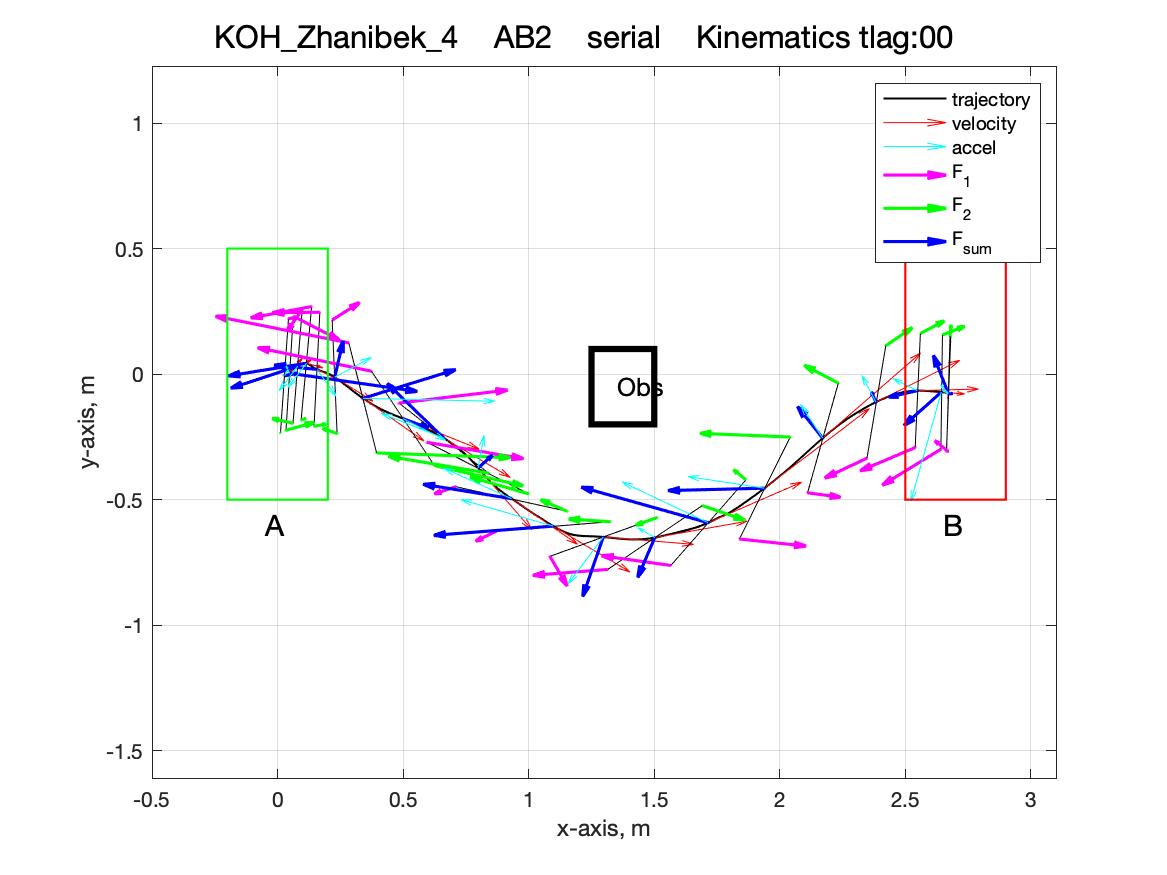 KOH_Zhanibek_4 AB2 serial Kinematics tlag:00
trajectory
velocity
accel
F1
F2
Fsum
1
0.5
0
-0.5
-1
-1.5
y-axis, m
Obs
A
B
-0.5 0 0.5 1 1.5 2 2.5 3
x-axis, m